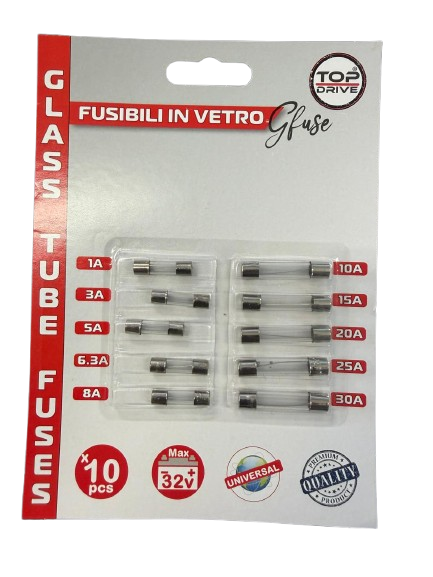 TOP
DRIVE
FUSIBILI IN VETRO
Gfuse
GLASS TUBE FUSES
1A
3A
5A
6.3A
8A
10A
15A
20A
25A
30A
x10
pcs
Max
32v
UNIVERSAL
PREMIUM
QUALITY
PRODUCT